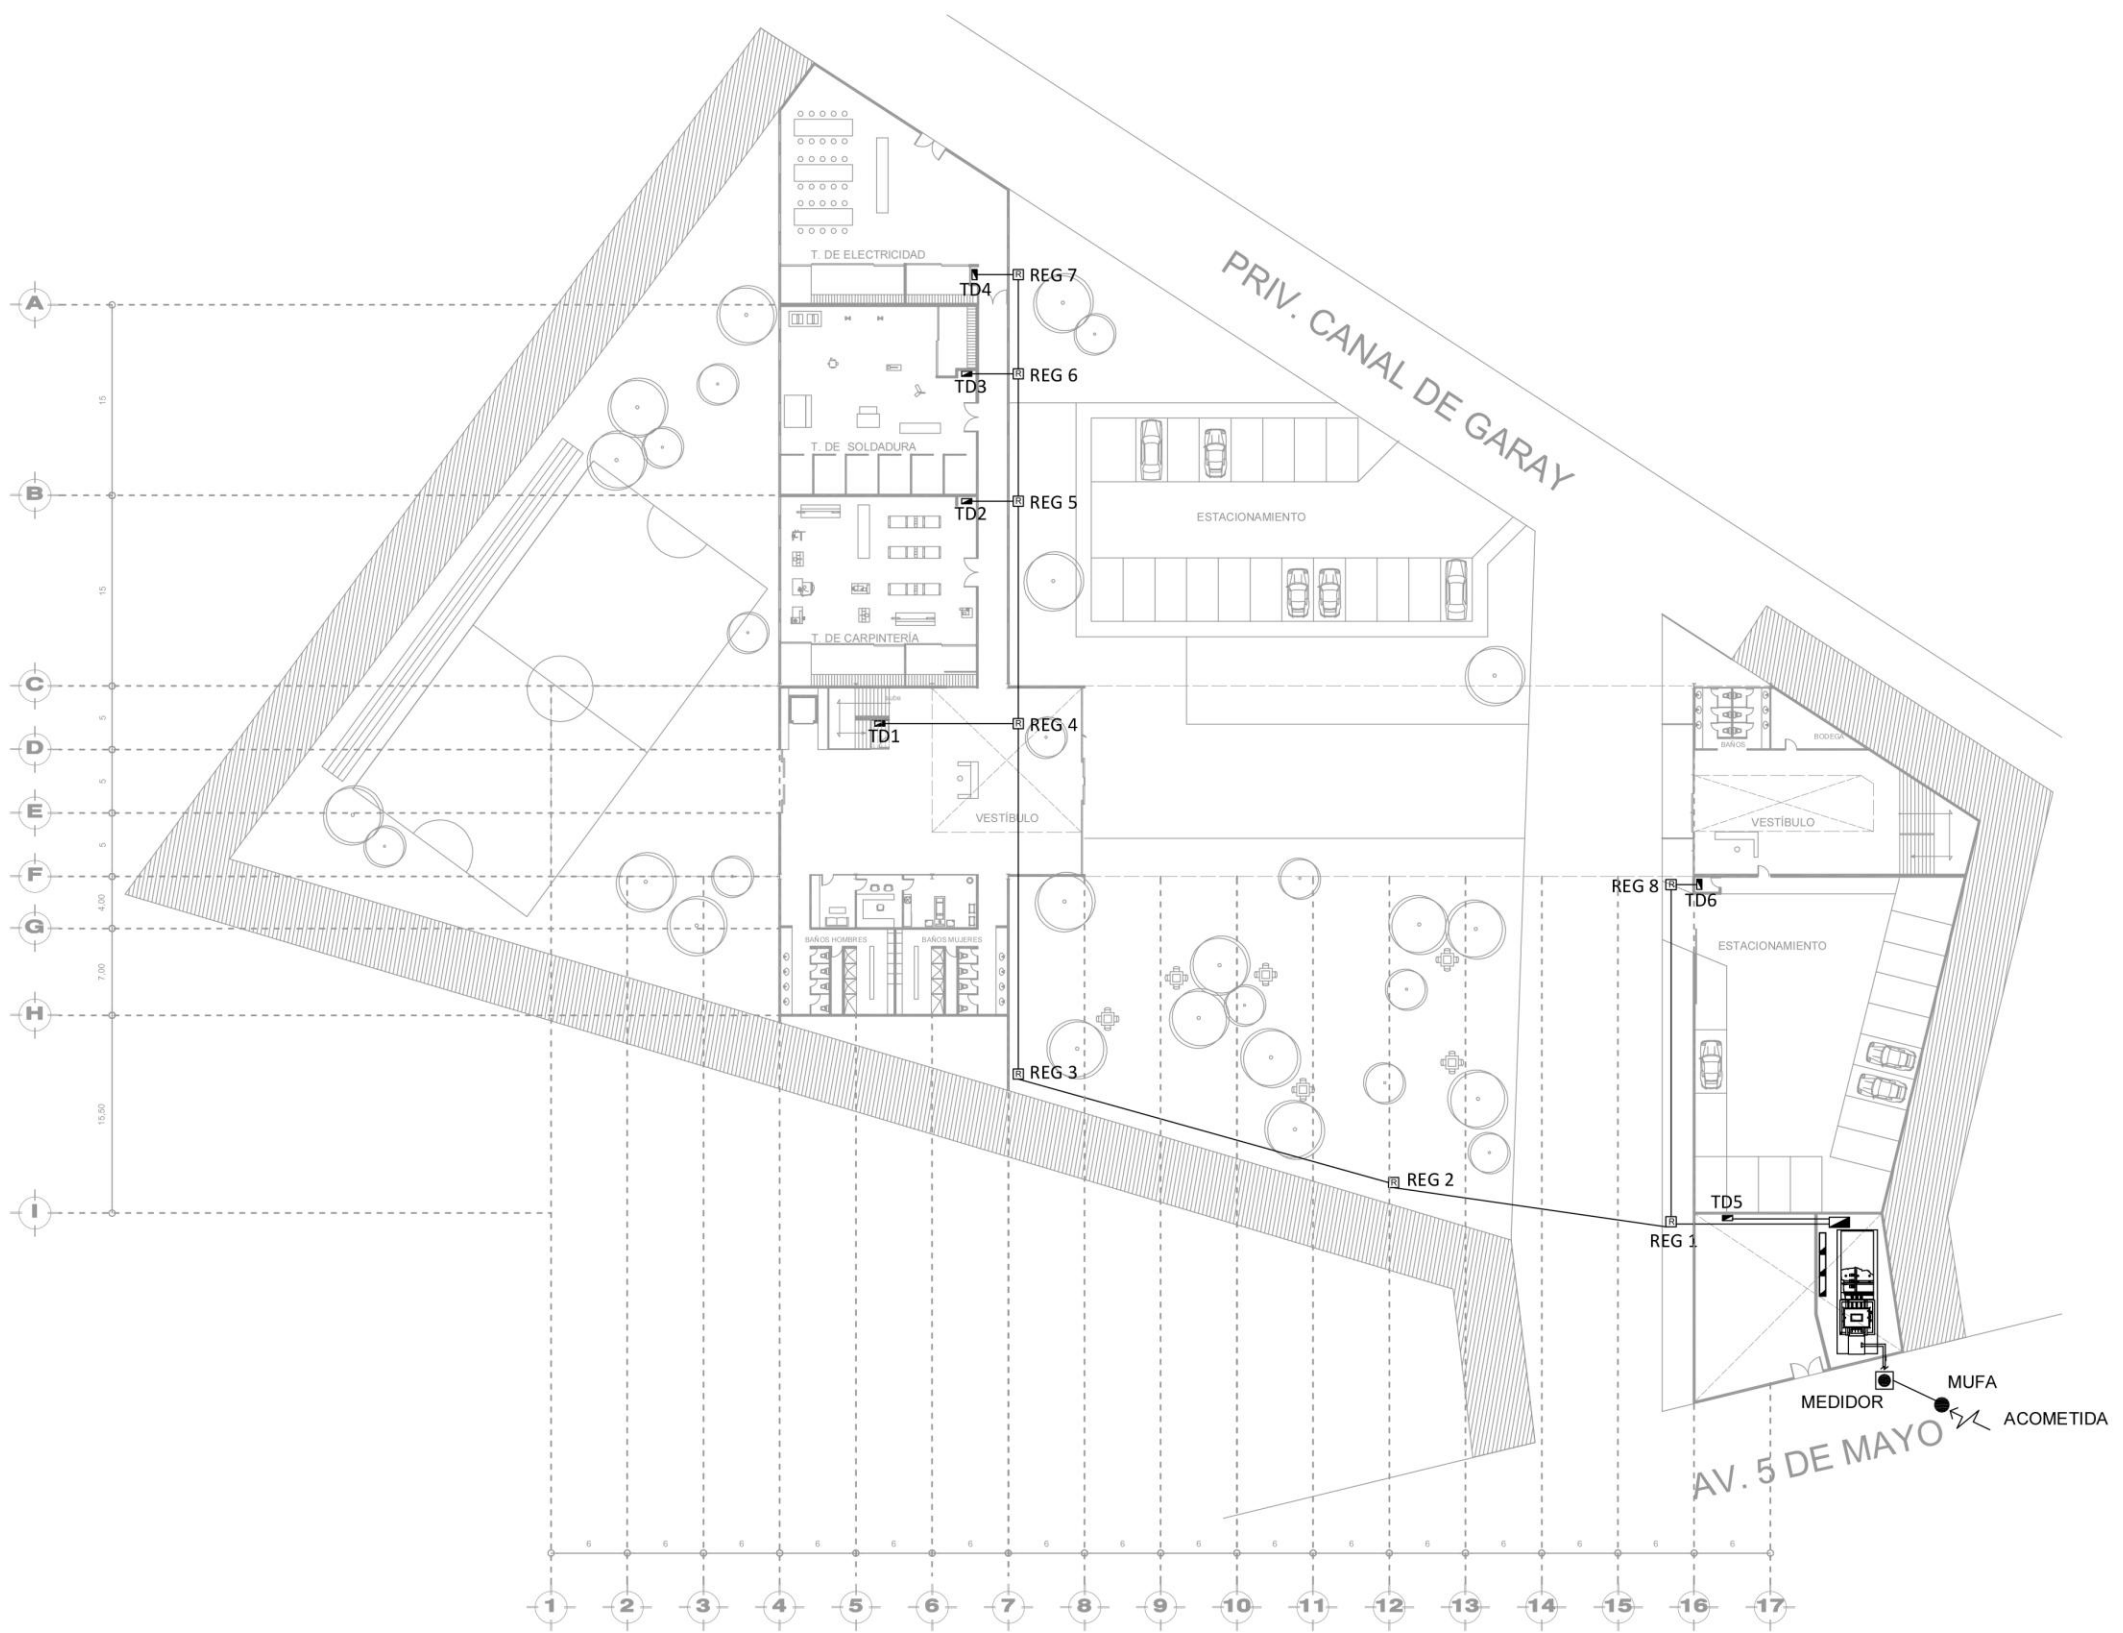 PRIV. CANAL DE GARAY
T. DE ELECTRICIDAD
REG 7
TD4
A
REG 6
TD3
15
T. DE SOLDADURA
B
REG 5
TD2
ESTACIONAMIENTO
15
T. DE CARPINTERÍA
C
5
REG 4
TD1
D
BAÑOS
BODEGA
5
E
VESTÍBULO
VESTÍBULO
5
F
REG 8
TD6
4.00
G
BAÑOS HOMBRES
BAÑOS MUJERES
ESTACIONAMIENTO
7.00
H
REG 3
15.50
REG 2
TD5
I
REG 1
MUFA
MEDIDOR
ACOMETIDA
AV. 5 DE MAYO
6 6 6 6 6 6 6 6 6 6 6 6 6 6 6 6
1 2 3 4 5 6 7 8 9 10 11 12 13 14 15 16 17